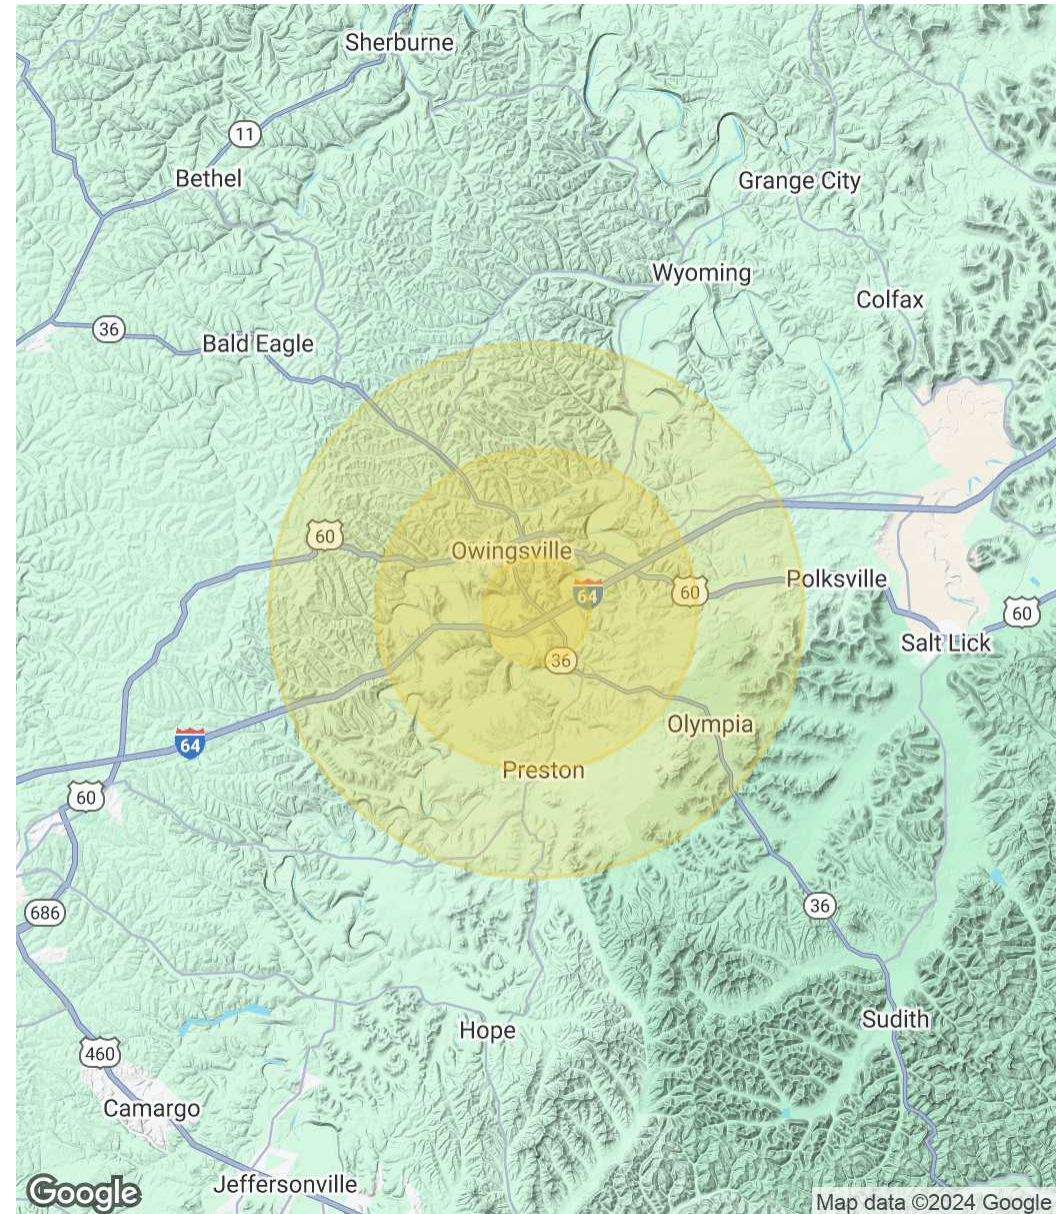 Sherburne
11
Bethel
Grange City
Wyoming
Colfax
36
Bald Eagle
60
Owingsville
Polksville
64
60
60
Salt Lick
36
Olympia
64
Preston
60
36
686
Sudith
Hope
460
Camargo
Jeffersonville
Google
Map data ©2024 Google